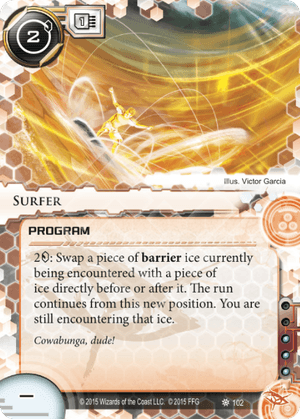 2
1
Illus. Victor Garcia
SURFER
PROGRAM
2: Swap a piece of barrier ice currently
being encountered with a piece of
ice directly before or after it. The run
continues from this new position. You are
still encountering that ice.
Cowabunga, dude!
–
© 2015 Wizards of the Coast LLC. © 2015 FFG
102